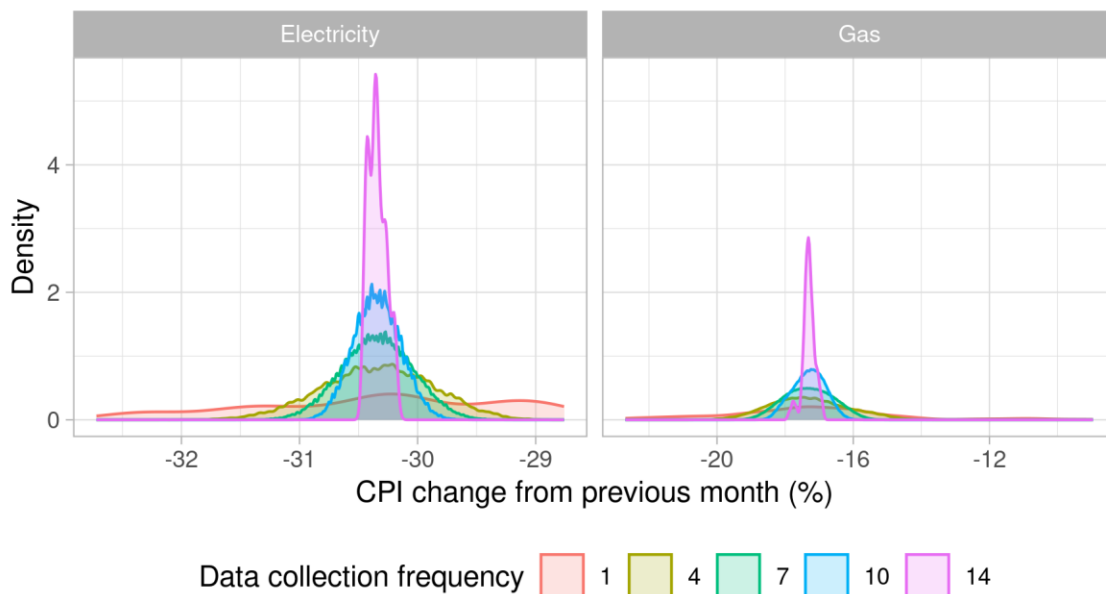 Electricity
Gas
Density
4
2
0
-32 -31 -30 -29
-20 -16 -12
CPI change from previous month (%)
Data collection frequency 1 4 7 10 14